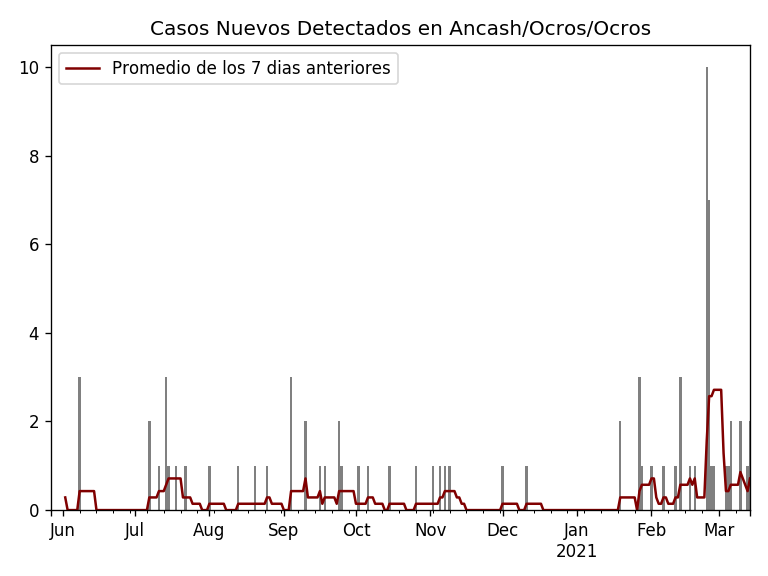 Casos Nuevos Detectados en Ancash/Ocros/Ocros
Promedio de los 7 dias anteriores
10
8
6
4
2
0
Jun Jul Aug Sep Oct Nov Dec Jan Feb Mar
2021